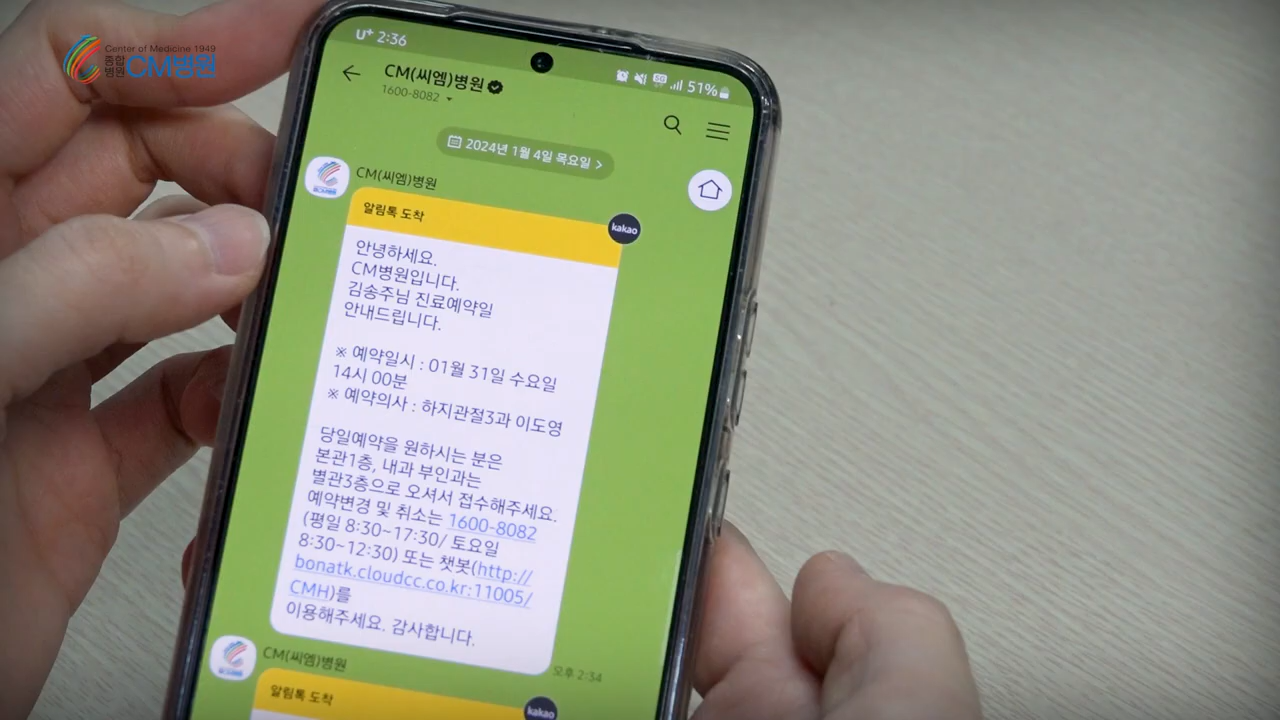 Center of Medicine 1949
종합
병원
CM병원
U+ 2:36
51%
CM(씨엠)병원
1600-8082
2024년 1월 4일 목요일 >
CM(씨엠)병원
알림톡 도착
kakao
안녕하세요.
CM병원입니다.
김송주님 진료예약일
안내드립니다.
※ 예약일시 : 01월 31일 수요일
14시 00분
※ 예약의사 : 하지관절3과 이도영
당일예약을 원하시는 분은
본관1층, 내과 부인과는
별관3층으로 오셔서 접수해주세요.
예약변경 및 취소는 1600-8082
(평일 8:30~17:30/ 토요일
8:30~12:30) 또는 챗봇(http://
bonatk.cloudcc.co.kr:11005/
CMH)를
이용해주세요. 감사합니다.
오후 2:34
CM(씨엠)병원
알림톡 도착
kakao